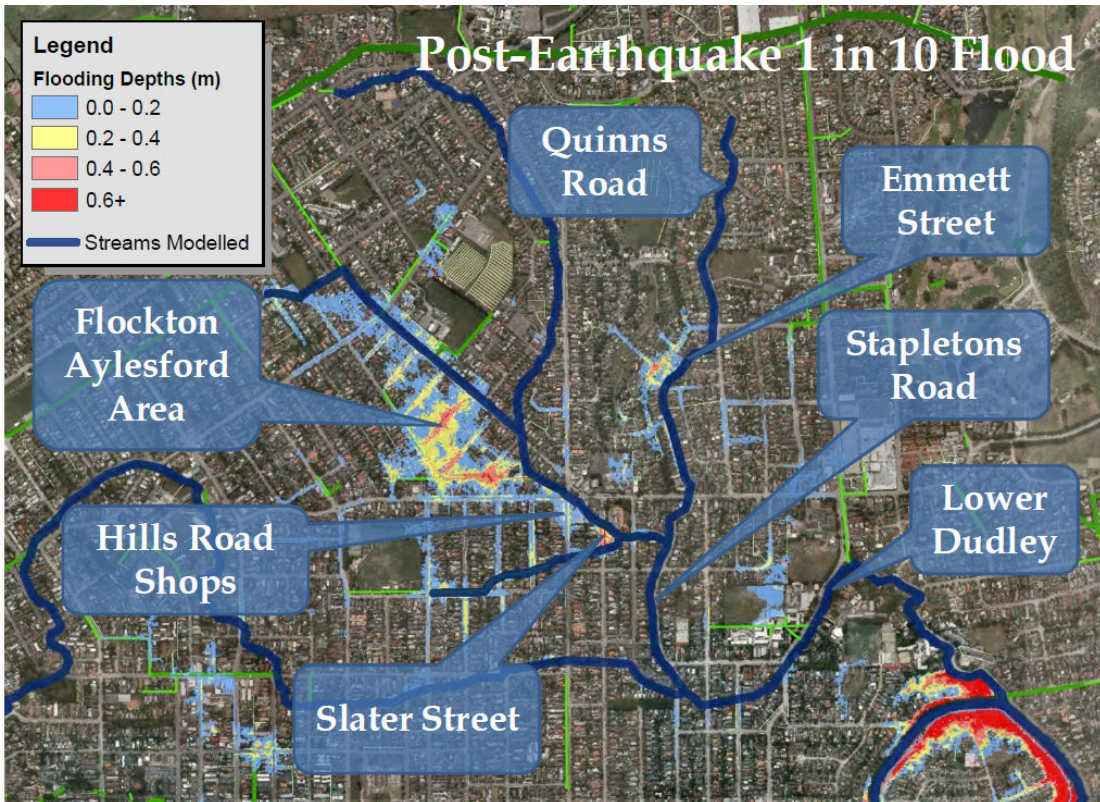 Post-Earthquake 1 in 10 Flood
Legend
Flooding Depths (m)
0.0 - 0.2
0.2 - 0.4
0.4 - 0.6
0.6+
Streams Modelled
Quinns
Road
Emmett
Street
Flockton
Aylesford
Area
Stapletons
Road
Hills Road
Shops
Lower
Dudley
Slater Street